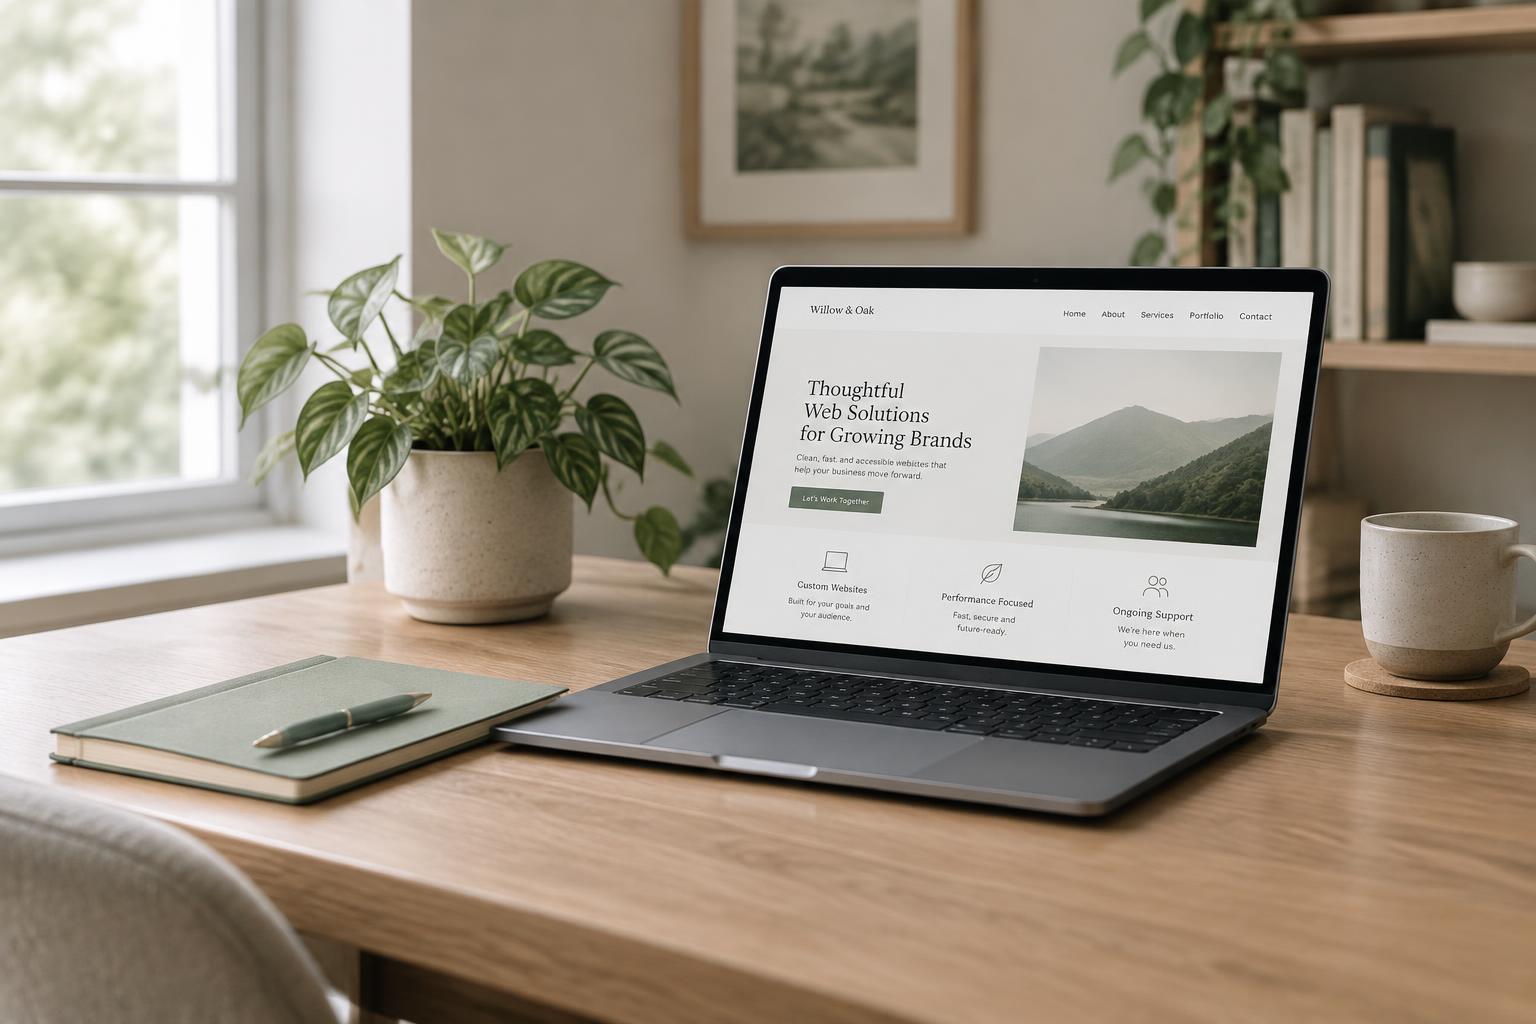 Willow & Oak
Home About Services Portfolio Contact
Thoughtful
Web Solutions
for Growing Brands
Clean, fast, and accessible websites that
help your business move forward.
Let's Work Together
Custom Websites
Built for your goals and
your audience.
Performance Focused
Fast, secure and
future-ready.
Ongoing Support
We're here when
you need us.